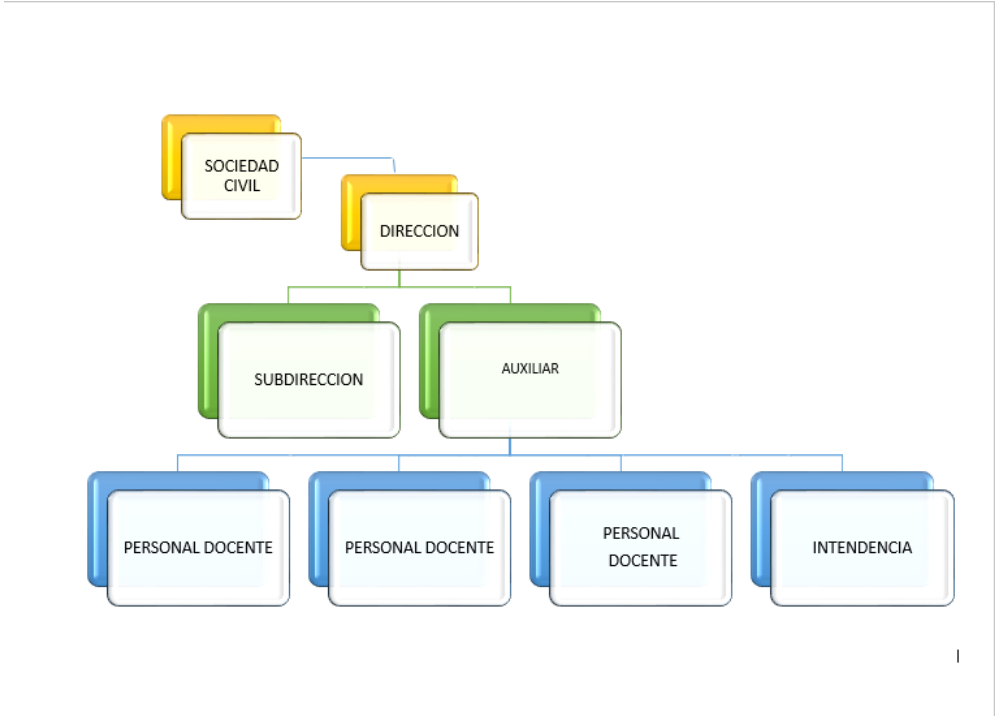 SOCIEDAD
CIVIL
DIRECCION
SUBDIRECCION
AUXILIAR
PERSONAL DOCENTE
PERSONAL DOCENTE
PERSONAL
DOCENTE
INTENDENCIA